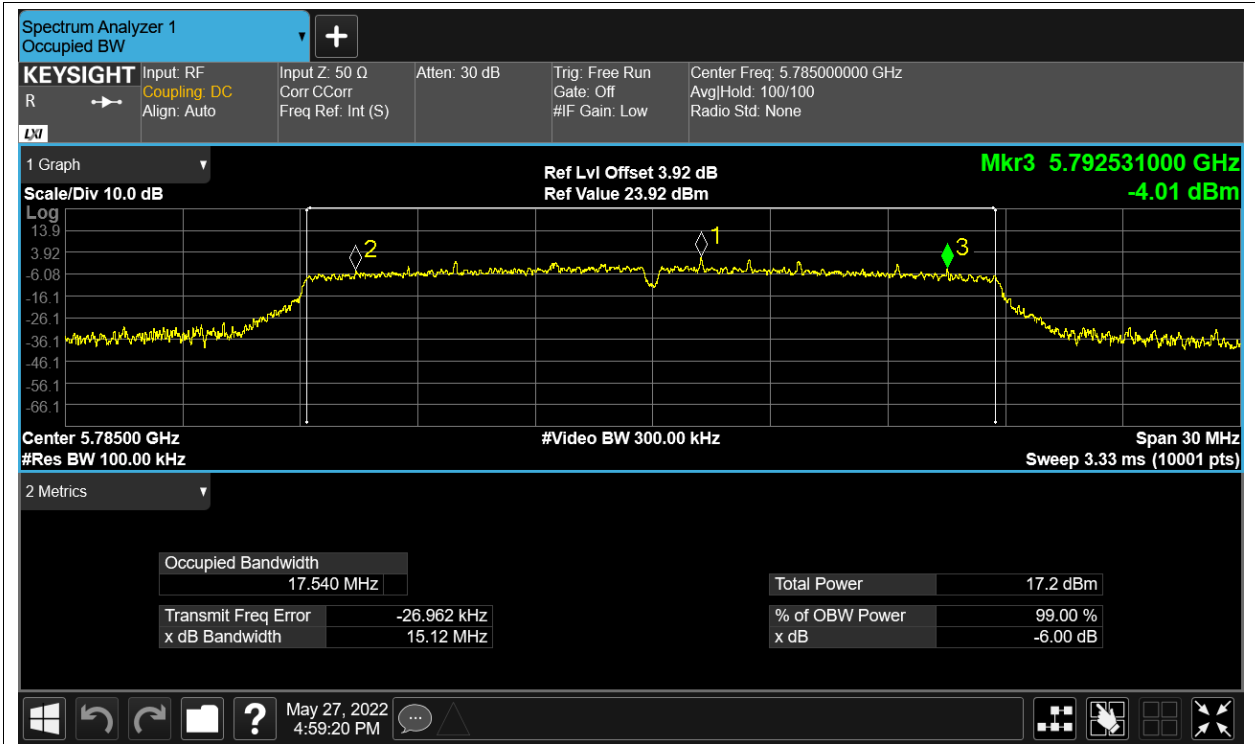 Spectrum Analyzer 1
Occupied BW
+
KEYSIGHT
R
LXI
Input: RF
Coupling: DC
Align: Auto
Input Z: 50 Ω
Corr CCorr
Freq Ref: Int (S)
Atten: 30 dB
Trig: Free Run
Gate: Off
#IF Gain: Low
Center Freq: 5.785000000 GHz
Avg|Hold: 100/100
Radio Std: None
1 Graph
Scale/Div 10.0 dB
Ref Lvl Offset 3.92 dB
Ref Value 23.92 dBm
Mkr3 5.792531000 GHz
-4.01 dBm
Log
13.9
3.92
-6.08
-16.1
-26.1
-36.1
-46.1
-56.1
-66.1
2
1
3
Center 5.78500 GHz
#Res BW 100.00 kHz
#Video BW 300.00 kHz
Span 30 MHz
Sweep 3.33 ms (10001 pts)
2 Metrics
Occupied Bandwidth
17.540 MHz
Transmit Freq Error -26.962 kHz
x dB Bandwidth 15.12 MHz
Total Power 17.2 dBm
% of OBW Power 99.00 %
x dB -6.00 dB
?
May 27, 2022
4:59:20 PM